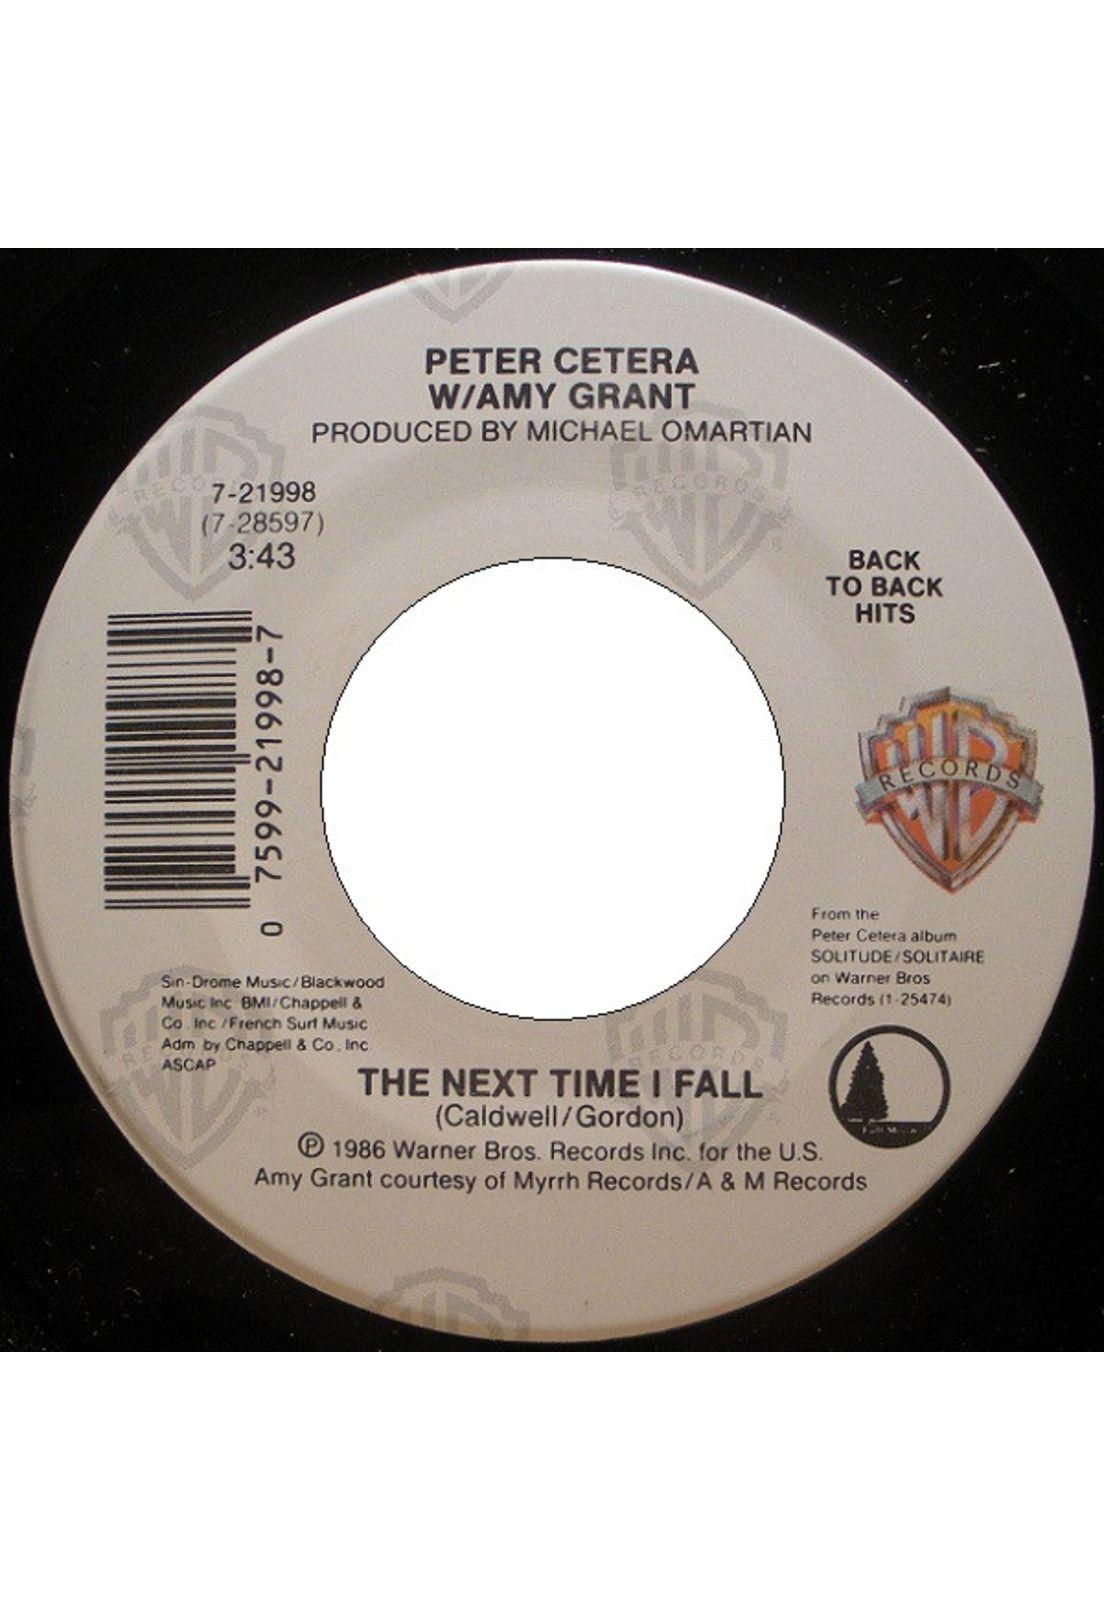 PETER CETERA
W/AMY GRANT
PRODUCED BY MICHAEL OMARTIAN
7-21998
(7-28597)
3:43
BACK
TO BACK
HITS
0 7599-21998-7
RECORDS
From the
Peter Cetera album
SOLITUDE/SOLITAIRE
on Warner Bros
Records (1-25474)
Sin-Drome Music/Blackwood
Music Inc BMI/Chappell &
Co. Inc /French Surf Music
Adm by Chappell & Co., Inc.
ASCAP
THE NEXT TIME I FALL
(Caldwell/Gordon)
℗ 1986 Warner Bros. Records Inc. for the U.S.
Amy Grant courtesy of Myrrh Records/A & M Records